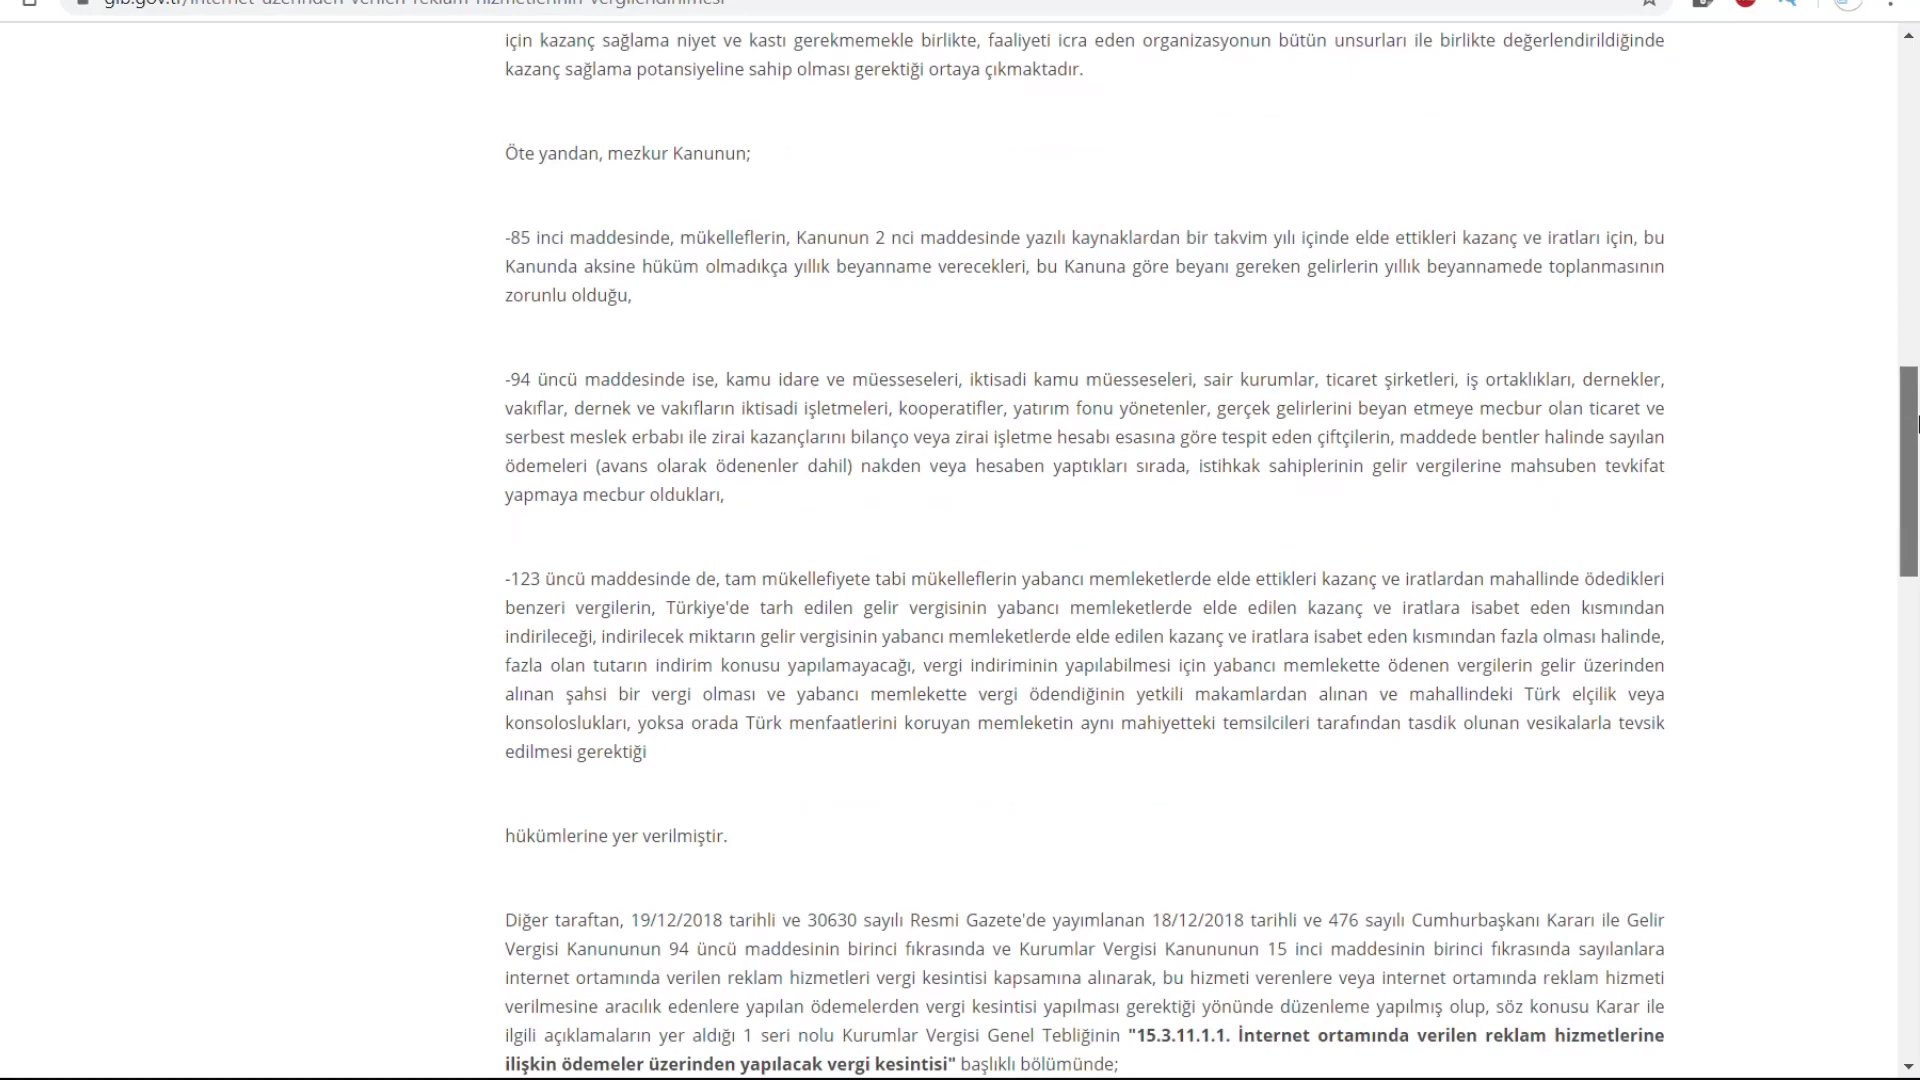 gib.gov.tr/internet-uzerinden-verilen-reklam-hizmetlerinin-vergilendirilmesi
için kazanç sağlama niyet ve kastı gerekmemekle birlikte, faaliyeti icra eden organizasyonun bütün unsurları ile birlikte değerlendirildiğinde
kazanç sağlama potansiyeline sahip olması gerektiği ortaya çıkmaktadır.
Öte yandan, mezkur Kanunun;
-85 inci maddesinde, mükelleflerin, Kanunun 2 nci maddesinde yazılı kaynaklardan bir takvim yılı içinde elde ettikleri kazanç ve iratları için, bu
Kanunda aksine hüküm olmadıkça yıllık beyanname verecekleri, bu Kanuna göre beyanı gereken gelirlerin yıllık beyannamede toplanmasının
zorunlu olduğu,
-94 üncü maddesinde ise, kamu idare ve müesseseleri, iktisadi kamu müesseseleri, sair kurumlar, ticaret şirketleri, iş ortaklıkları, dernekler,
vakıflar, dernek ve vakıfların iktisadi işletmeleri, kooperatifler, yatırım fonu yönetenler, gerçek gelirlerini beyan etmeye mecbur olan ticaret ve
serbest meslek erbabı ile zirai kazançlarını bilanço veya zirai işletme hesabı esasına göre tespit eden çiftçilerin, maddede bentler halinde sayılan
ödemeleri (avans olarak ödenenler dahil) nakden veya hesaben yaptıkları sırada, istihkak sahiplerinin gelir vergilerine mahsuben tevkifat
yapmaya mecbur oldukları,
-123 üncü maddesinde de, tam mükellefiyete tabi mükelleflerin yabancı memleketlerde elde ettikleri kazanç ve iratlardan mahallinde ödedikleri
benzeri vergilerin, Türkiye'de tarh edilen gelir vergisinin yabancı memleketlerde elde edilen kazanç ve iratlara isabet eden kısmından
indirileceği, indirilecek miktarın gelir vergisinin yabancı memleketlerde elde edilen kazanç ve iratlara isabet eden kısmından fazla olması halinde,
fazla olan tutarın indirim konusu yapılamayacağı, vergi indiriminin yapılabilmesi için yabancı memlekette ödenen vergilerin gelir üzerinden
alınan şahsi bir vergi olması ve yabancı memlekette vergi ödendiğinin yetkili makamlardan alınan ve mahallindeki Türk elçilik veya
konsoloslukları, yoksa orada Türk menfaatlerini koruyan memleketin aynı mahiyetteki temsilcileri tarafından tasdik olunan vesikalarla tevsik
edilmesi gerektiği
hükümlerine yer verilmiştir.
Diğer taraftan, 19/12/2018 tarihli ve 30630 sayılı Resmi Gazete'de yayımlanan 18/12/2018 tarihli ve 476 sayılı Cumhurbaşkanı Kararı ile Gelir
Vergisi Kanununun 94 üncü maddesinin birinci fıkrasında ve Kurumlar Vergisi Kanununun 15 inci maddesinin birinci fıkrasında sayılanlara
internet ortamında verilen reklam hizmetleri vergi kesintisi kapsamına alınarak, bu hizmeti verenlere veya internet ortamında reklam hizmeti
verilmesine aracılık edenlere yapılan ödemelerden vergi kesintisi yapılması gerektiği yönünde düzenleme yapılmış olup, söz konusu Karar ile
ilgili açıklamaların yer aldığı 1 seri nolu Kurumlar Vergisi Genel Tebliğinin "15.3.11.1.1. İnternet ortamında verilen reklam hizmetlerine
ilişkin ödemeler üzerinden yapılacak vergi kesintisi" başlıklı bölümünde;